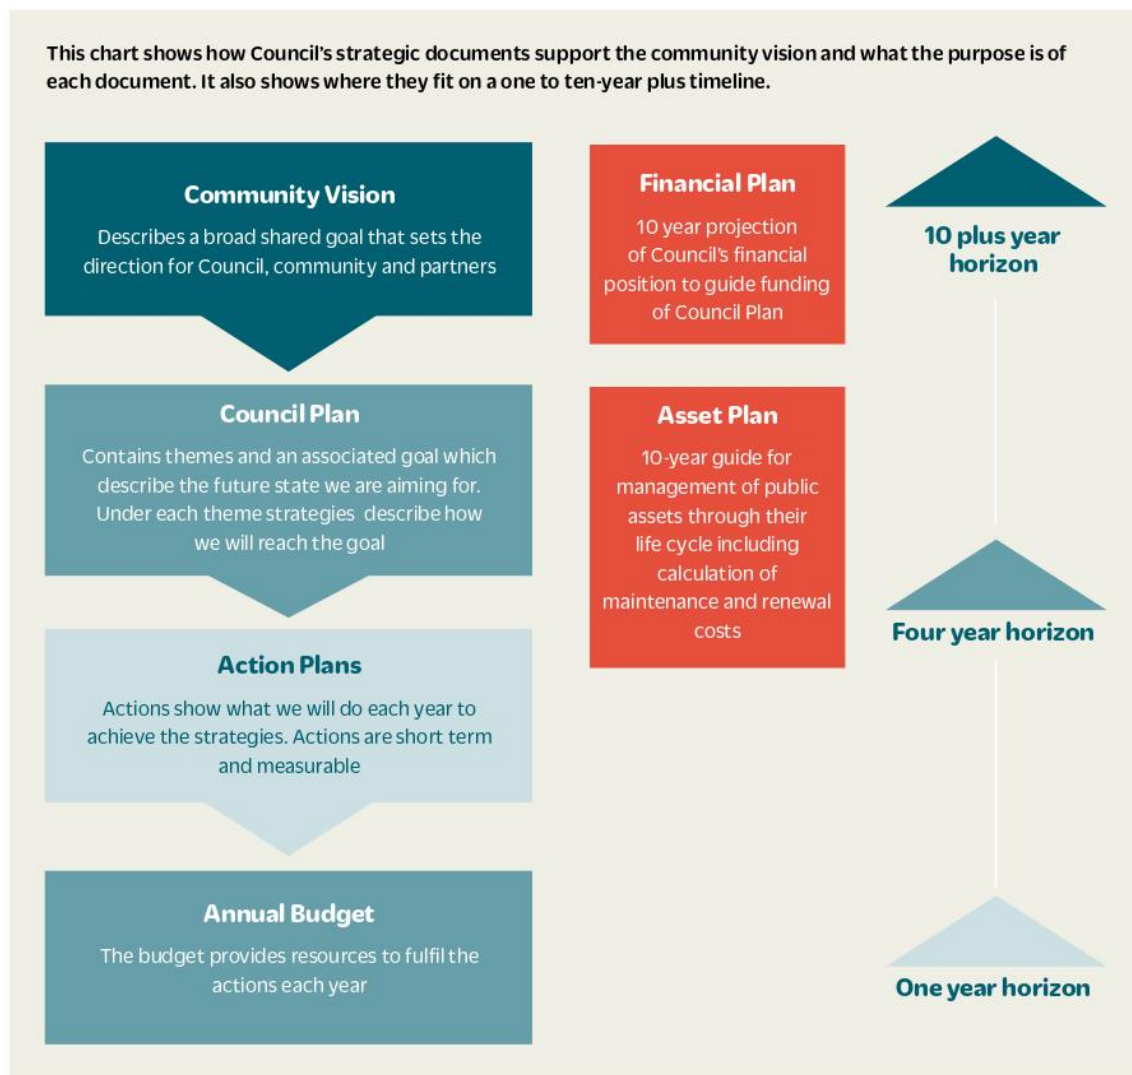 This chart shows how Council's strategic documents support the community vision and what the purpose is of
each document. It also shows where they fit on a one to ten-year plus timeline.
Community Vision
Describes a broad shared goal that sets the
direction for Council, community and partners
Council Plan
Contains themes and an associated goal which
describe the future state we are aiming for.
Under each theme strategies describe how
we will reach the goal
Action Plans
Actions show what we will do each year to
achieve the strategies. Actions are short term
and measurable
Annual Budget
The budget provides resources to fulfil the
actions each year
Financial Plan
10 year projection
of Council's financial
position to guide funding
of Council Plan
Asset Plan
10-year guide for
management of public
assets through their
life cycle including
calculation of
maintenance and renewal
costs
10 plus year
horizon
Four year horizon
One year horizon